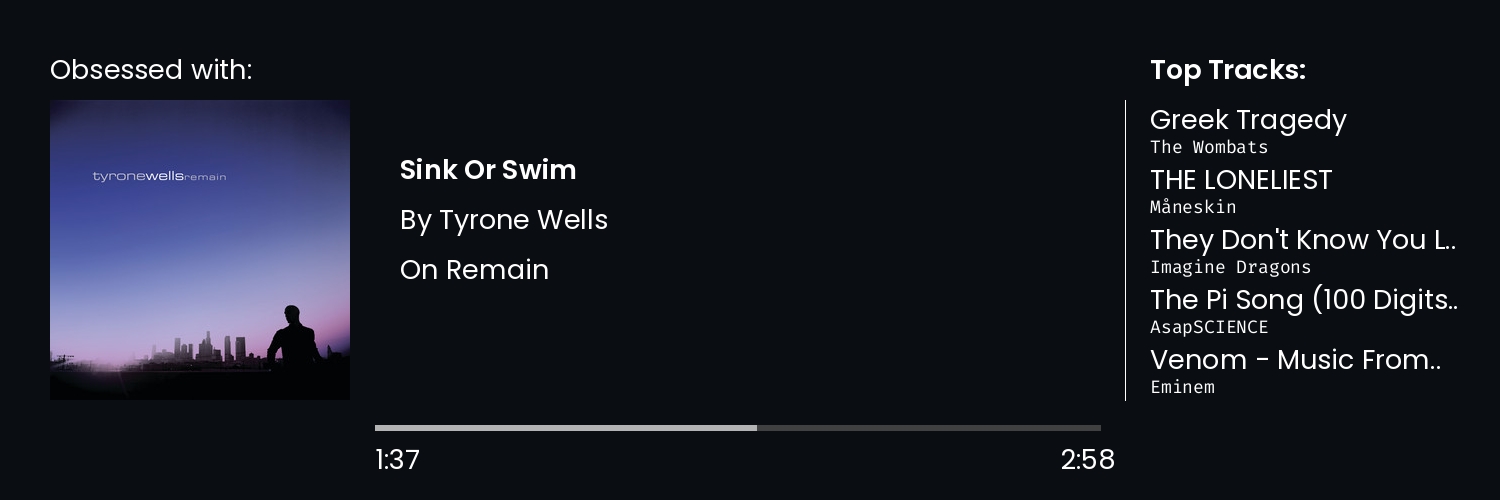 Obsessed with:
tyronewellsremain
Sink Or Swim
By Tyrone Wells
On Remain
1:37
2:58
Top Tracks:
Greek Tragedy
The Wombats
THE LONELIEST
Måneskin
They Don't Know You L..
Imagine Dragons
The Pi Song (100 Digits..
AsapSCIENCE
Venom - Music From..
Eminem